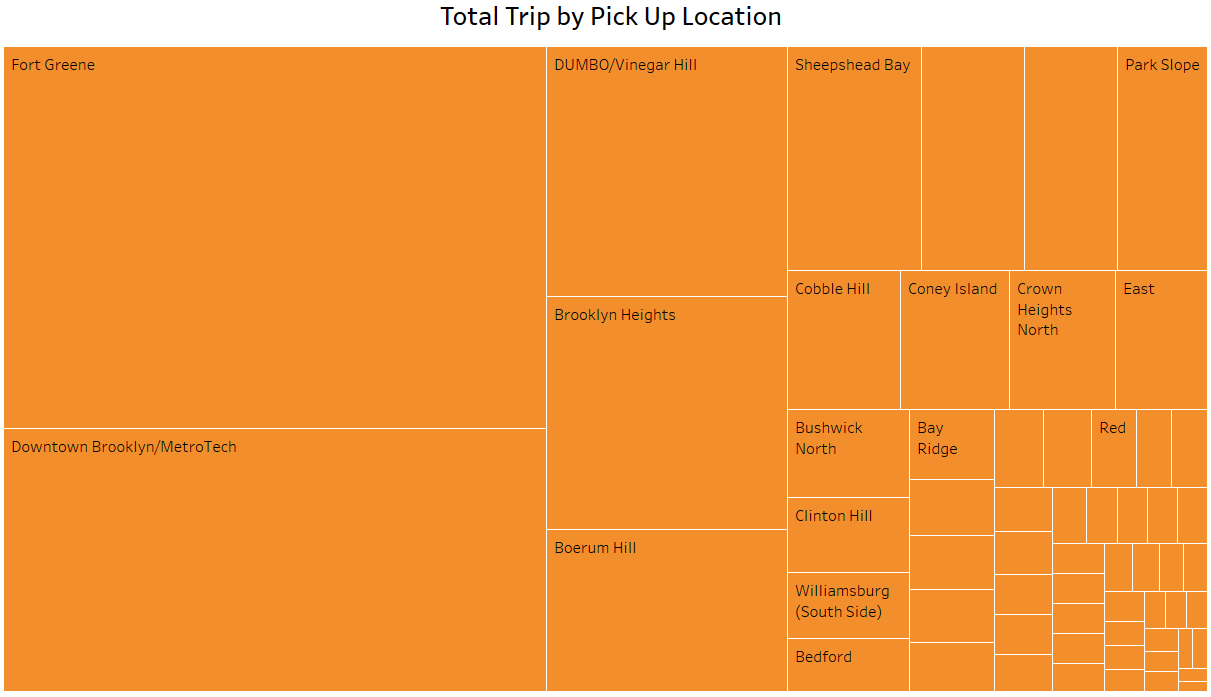 Total Trip by Pick Up Location
Fort Greene
Downtown Brooklyn/MetroTech
DUMBO/Vinegar Hill
Brooklyn Heights
Boerum Hill
Sheepshead Bay
Park Slope
Cobble Hill
Coney Island
Crown
Heights
North
East
Bushwick
North
Clinton Hill
Williamsburg
(South Side)
Bedford
Bay
Ridge
Red